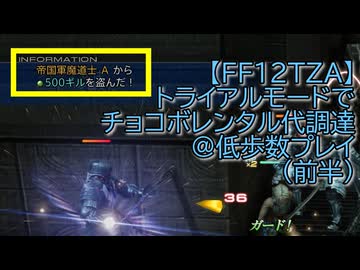 INFORMATION
帝国軍魔道士.A から
500ギルを盗んだ！
【FF12TZA】
トライアルモードで
チョコボレンタル代調達
@低歩数プレイ
（前半）
×2
36
ガード！